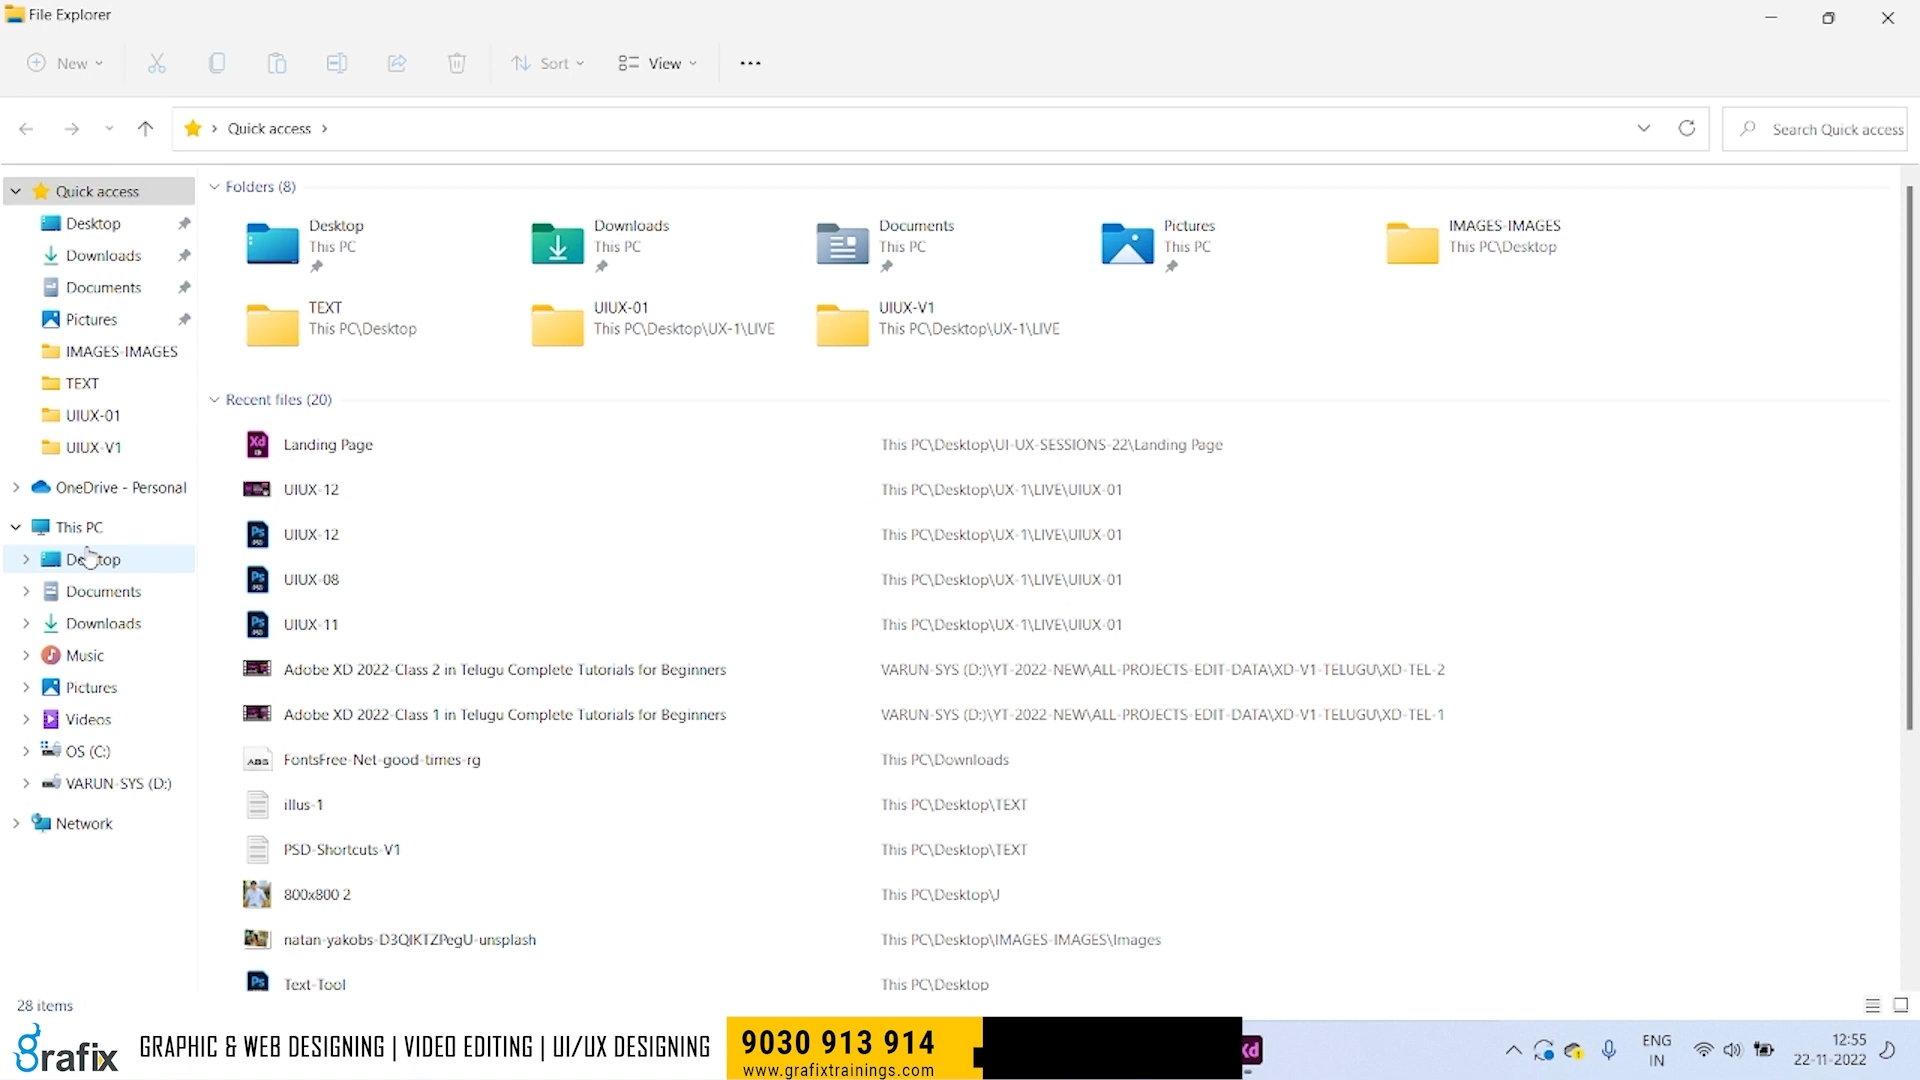 File Explorer
New
Sort
View
Quick access
Search Quick access
Quick access
Desktop
Downloads
Documents
Pictures
IMAGES-IMAGES
TEXT
UIUX-01
UIUX-V1
OneDrive - Personal
This PC
Desktop
Documents
Downloads
Music
Pictures
Videos
OS (C:)
VARUN-SYS (D:)
Network
Folders (8)
Desktop
This PC
Downloads
This PC
Documents
This PC
Pictures
This PC
IMAGES-IMAGES
This PC\Desktop
TEXT
This PC\Desktop
UIUX-01
This PC\Desktop\UX-1\LIVE
UIUX-V1
This PC\Desktop\UX-1\LIVE
Recent files (20)
Landing Page This PC\Desktop\UI-UX-SESSIONS-22\Landing Page
UIUX-12 This PC\Desktop\UX-1\LIVE\UIUX-01
UIUX-12 This PC\Desktop\UX-1\LIVE\UIUX-01
UIUX-08 This PC\Desktop\UX-1\LIVE\UIUX-01
UIUX-11 This PC\Desktop\UX-1\LIVE\UIUX-01
Adobe XD 2022-Class 2 in Telugu Complete Tutorials for Beginners VARUN-SYS (D:)\YT-2022-NEW\ALL-PROJECTS-EDIT-DATA\XD-V1-TELUGU\XD-TEL-2
Adobe XD 2022-Class 1 in Telugu Complete Tutorials for Beginners VARUN-SYS (D:)\YT-2022-NEW\ALL-PROJECTS-EDIT-DATA\XD-V1-TELUGU\XD-TEL-1
FontsFree-Net-good-times-rg This PC\Downloads
illus-1 This PC\Desktop\TEXT
PSD-Shortcuts-V1 This PC\Desktop\TEXT
800x800 2 This PC\Desktop\J
natan-yakobs-D3QIKTZPegU-unsplash This PC\Desktop\IMAGES-IMAGES\Images
Text-Tool This PC\Desktop
28 items
grafix
GRAPHIC & WEB DESIGNING | VIDEO EDITING | UI/UX DESIGNING
9030 913 914
www.grafixtrainings.com
ENG
IN
12:55
22-11-2022